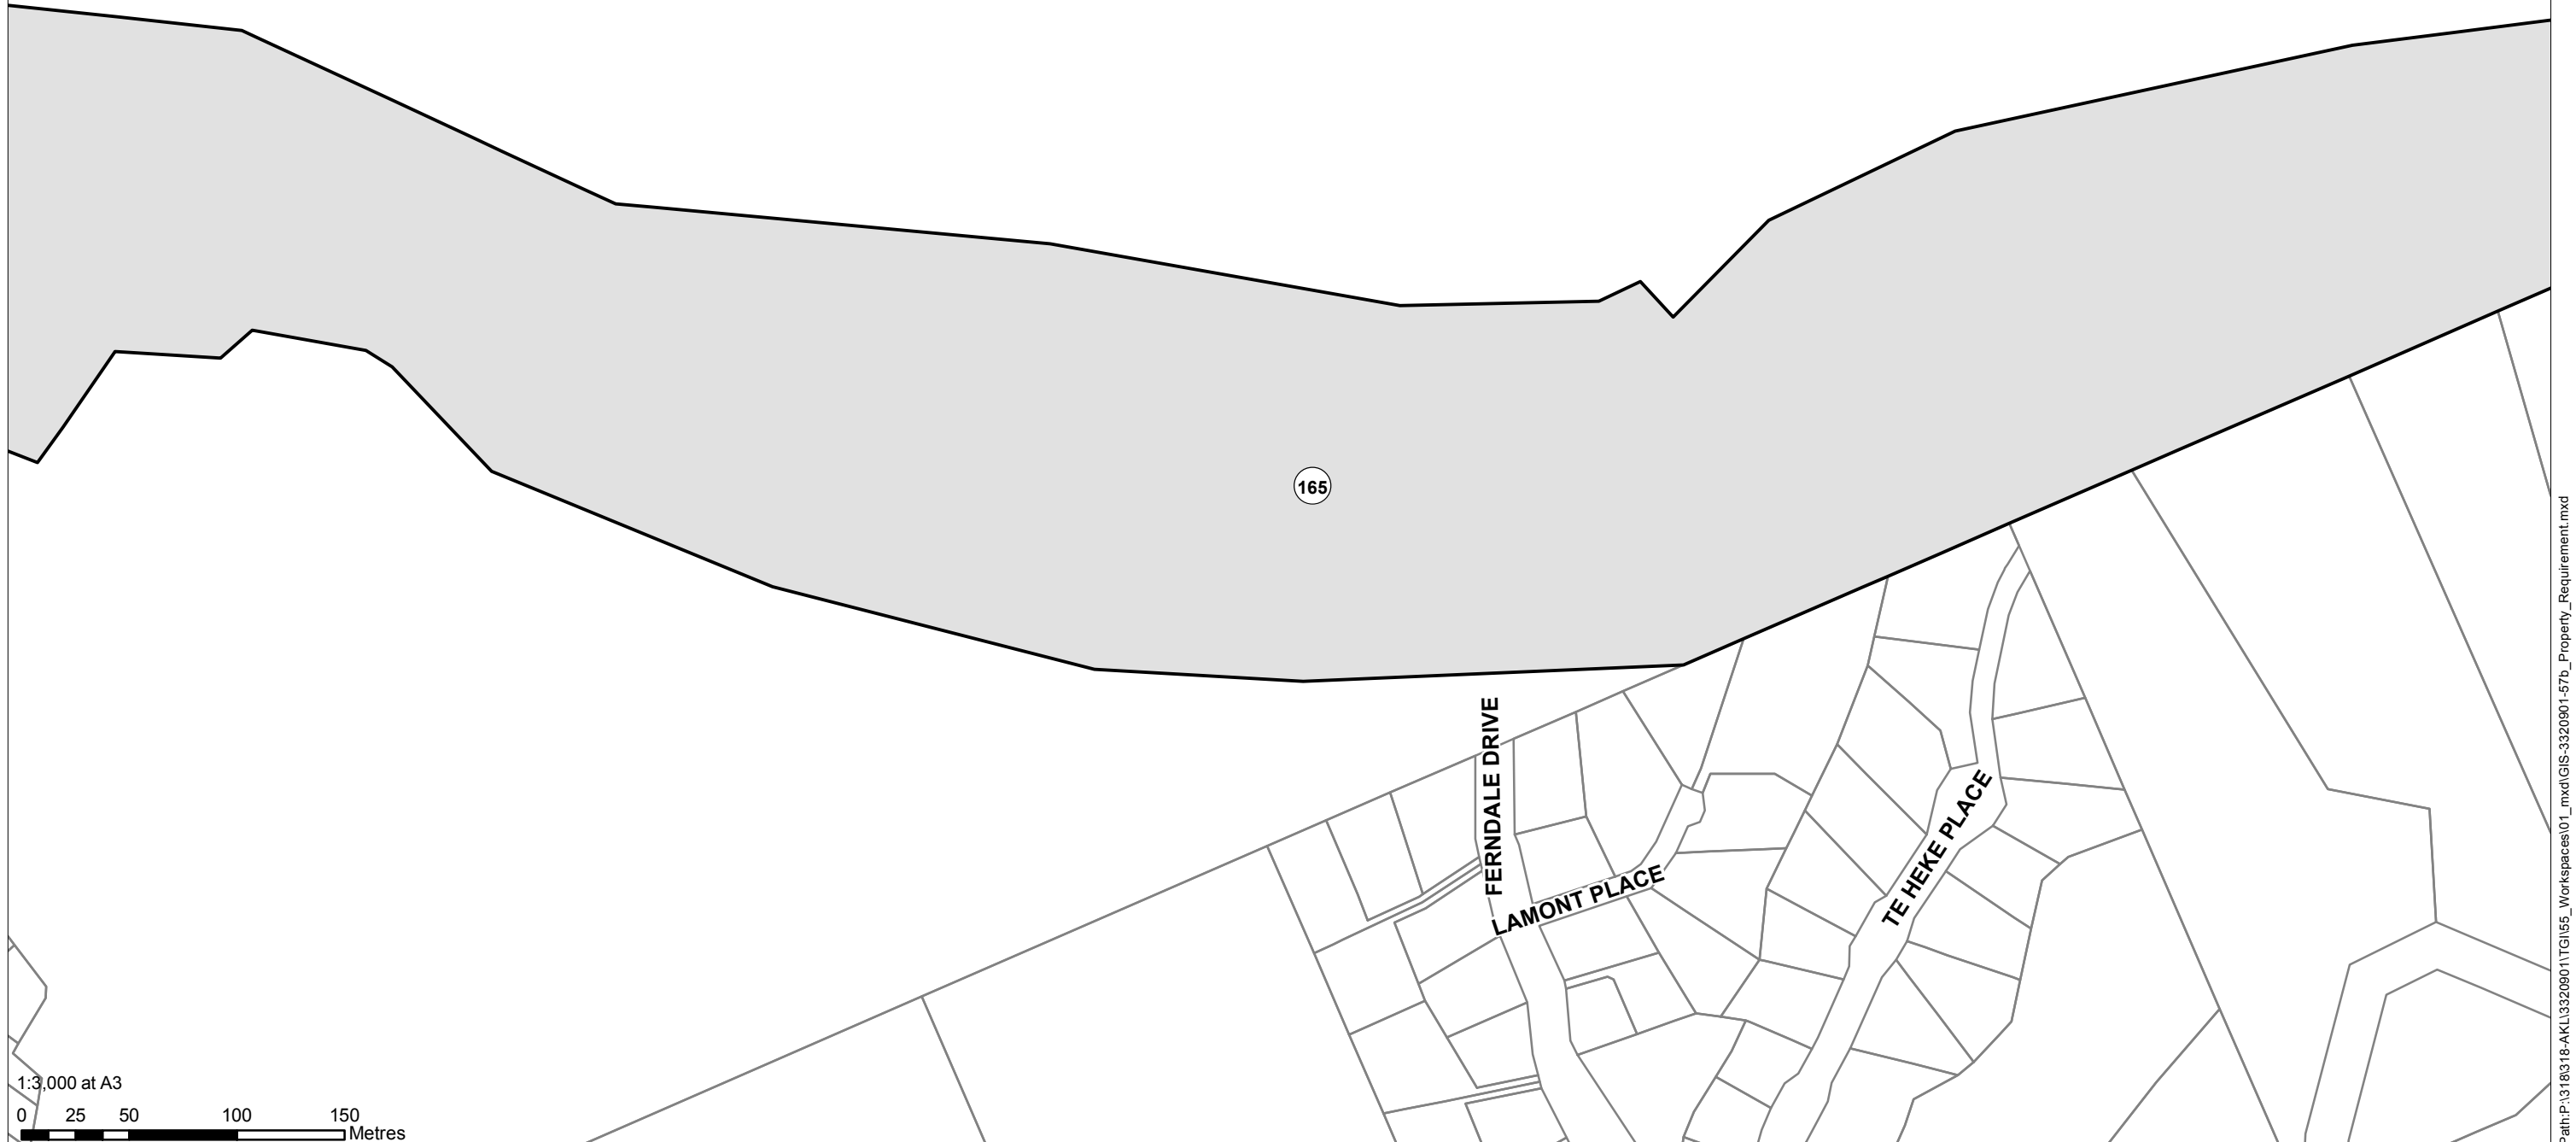 165
FERNDALE DRIVE
LAMONT PLACE
TE HEKE PLACE
1:3,000 at A3
0 25 50 100 150
Metres
Path:P:\318\318-AKL\3320901\TGI\55_Workspaces\01_mxd\GIS-3320901-57b_Property_Requirement.mxd